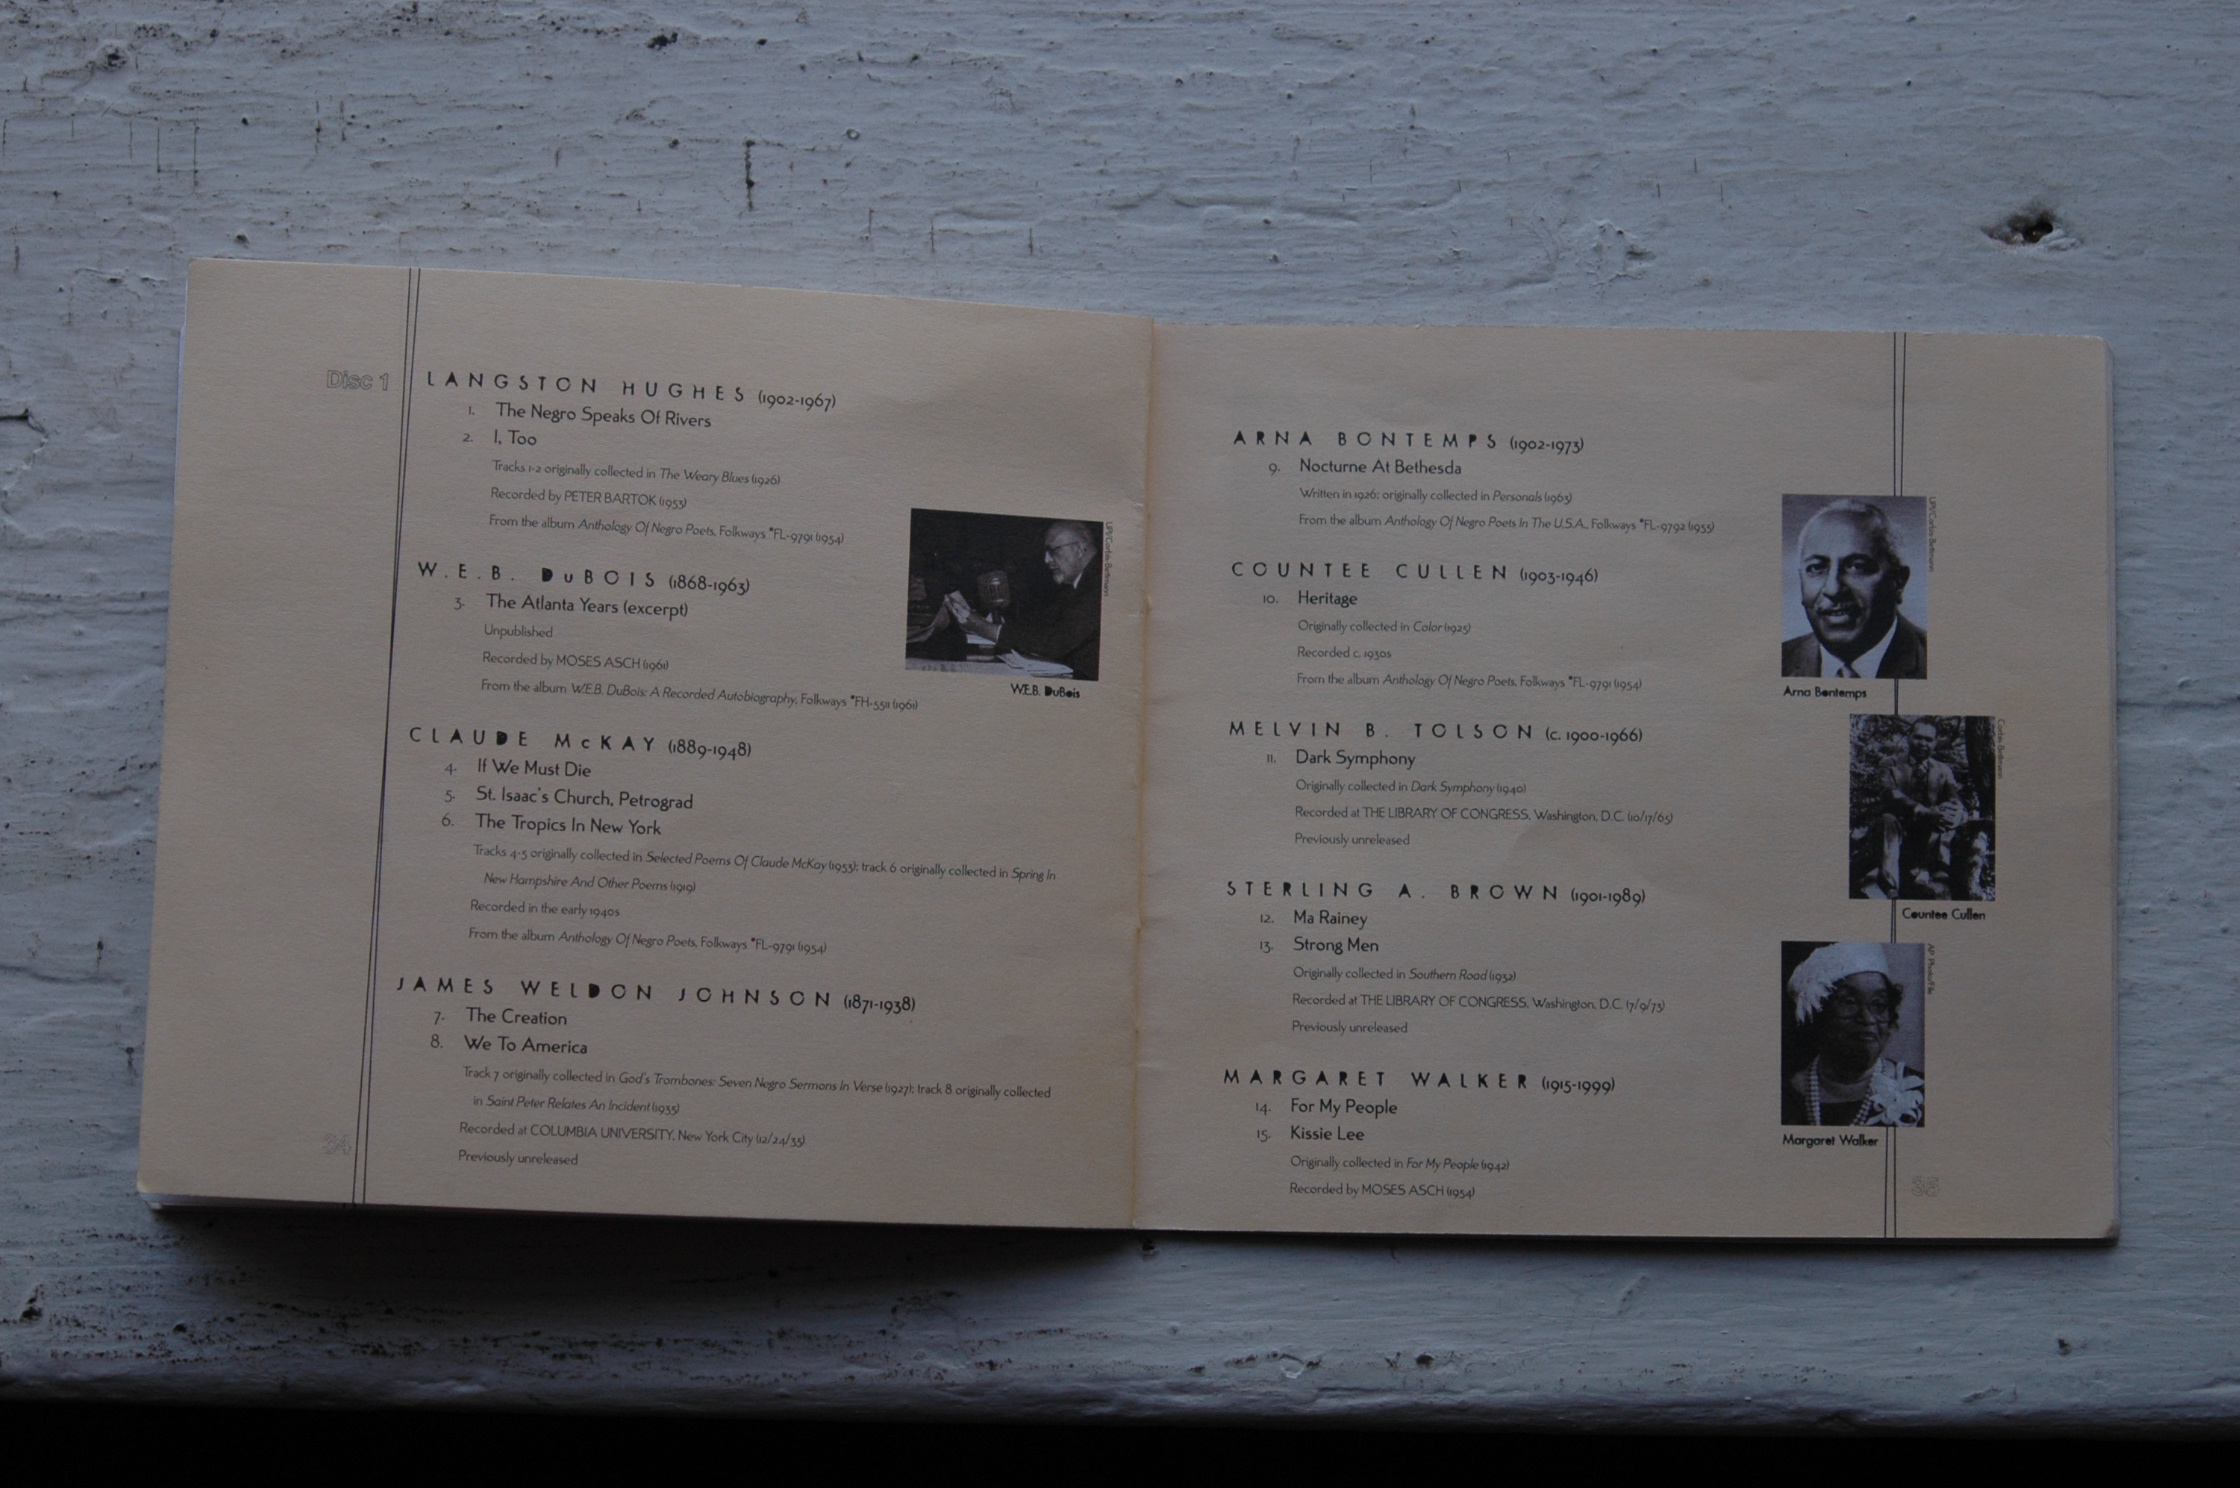 Disc 1
LANGSTON HUGHES (1902-1967)
1. The Negro Speaks Of Rivers
2. I, Too
Tracks 1-2 originally collected in The Weary Blues (1926)
Recorded by PETER BARTOK (1953)
From the album Anthology Of Negro Poets, Folkways *FL-9791 (1954)
W.E.B. DuBOIS (1868-1963)
3. The Atlanta Years (excerpt)
Unpublished
Recorded by MOSES ASCH (1961)
From the album W.E.B. DuBois: A Recorded Autobiography, Folkways *FH-5511 (1961)
UPI/Corbis-Bettmann
W.E.B. DuBois
CLAUDE McKAY (1889-1948)
4. If We Must Die
5. St. Isaac's Church, Petrograd
6. The Tropics In New York
Tracks 4-5 originally collected in Selected Poems Of Claude McKay (1953); track 6 originally collected in Spring In
New Hampshire And Other Poems (1919)
Recorded in the early 1940s
From the album Anthology Of Negro Poets, Folkways *FL-9791 (1954)
JAMES WELDON JOHNSON (1871-1938)
7. The Creation
8. We To America
Track 7 originally collected in God's Trombones: Seven Negro Sermons In Verse (1927); track 8 originally collected
in Saint Peter Relates An Incident (1935)
Recorded at COLUMBIA UNIVERSITY, New York City (12/24/35)
Previously unreleased
34
ARNA BONTEMPS (1902-1973)
9. Nocturne At Bethesda
Written in 1926; originally collected in Personals (1963)
From the album Anthology Of Negro Poets In The U.S.A., Folkways *FL-9792 (1955)
UPI/Corbis-Bettmann
Arna Bontemps
COUNTEE CULLEN (1903-1946)
10. Heritage
Originally collected in Color (1925)
Recorded c. 1930s
From the album Anthology Of Negro Poets, Folkways *FL-9791 (1954)
Corbis-Bettmann
Countee Cullen
MELVIN B. TOLSON (c. 1900-1966)
11. Dark Symphony
Originally collected in Dark Symphony (1940)
Recorded at THE LIBRARY OF CONGRESS, Washington, D.C. (10/17/65)
Previously unreleased
STERLING A. BROWN (1901-1989)
12. Ma Rainey
13. Strong Men
Originally collected in Southern Road (1932)
Recorded at THE LIBRARY OF CONGRESS, Washington, D.C. (7/9/73)
Previously unreleased
AP Photo/File
Margaret Walker
MARGARET WALKER (1915-1999)
14. For My People
15. Kissie Lee
Originally collected in For My People (1942)
Recorded by MOSES ASCH (1954)
35